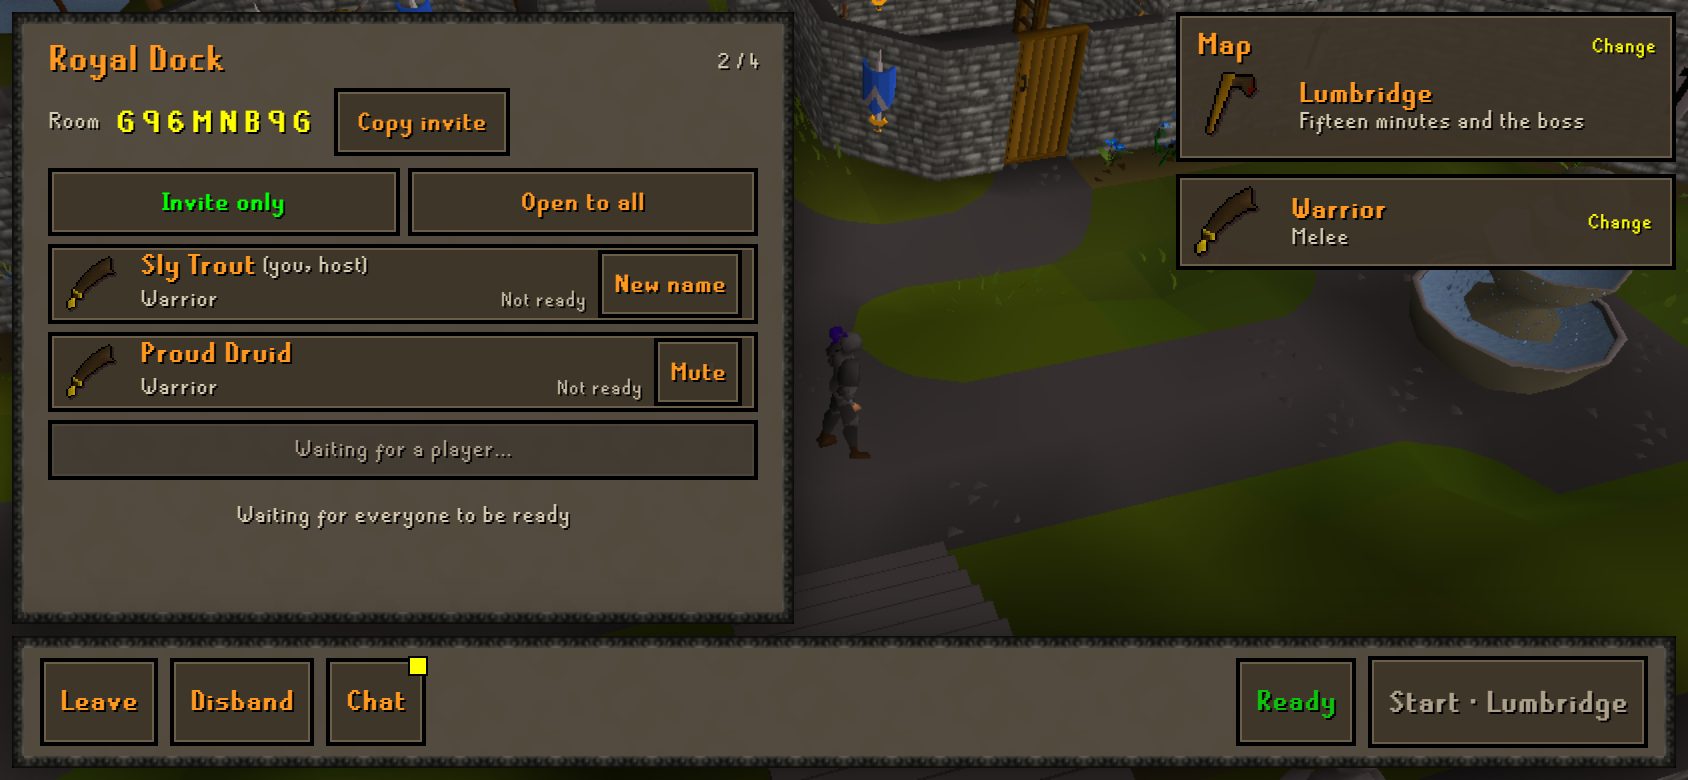 Royal Dock
2/4
Room G96MNB9G
Copy invite
Invite only
Open to all
Sly Trout (you, host)
Warrior
Not ready
New name
Proud Druid
Warrior
Not ready
Mute
Waiting for a player...
Waiting for everyone to be ready
Map
Change
Lumbridge
Fifteen minutes and the boss
Warrior
Melee
Change
Leave
Disband
Chat
Ready
Start · Lumbridge